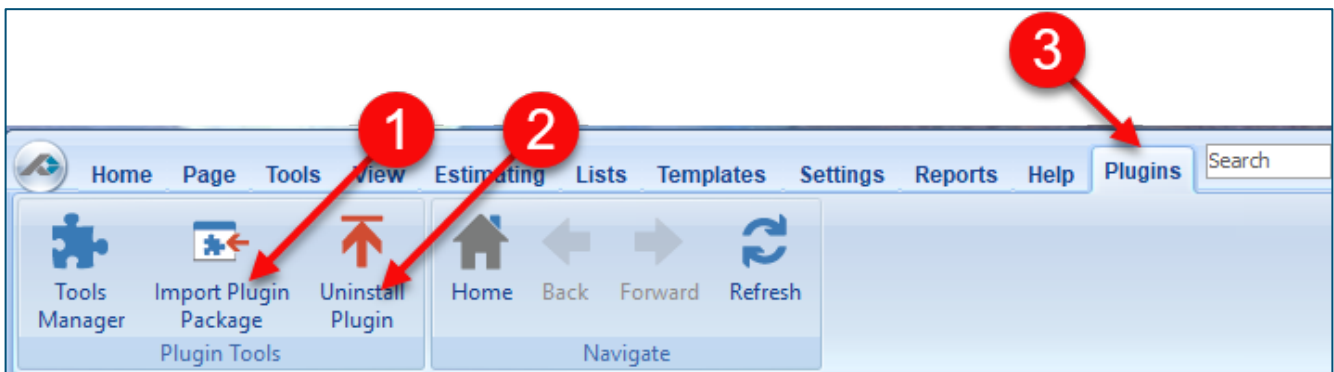 3
1 2
Home Page Tools View Estimating Lists Templates Settings Reports Help Plugins Search
Tools Import Plugin Uninstall Home Back Forward Refresh
Manager Package Plugin
Plugin Tools Navigate